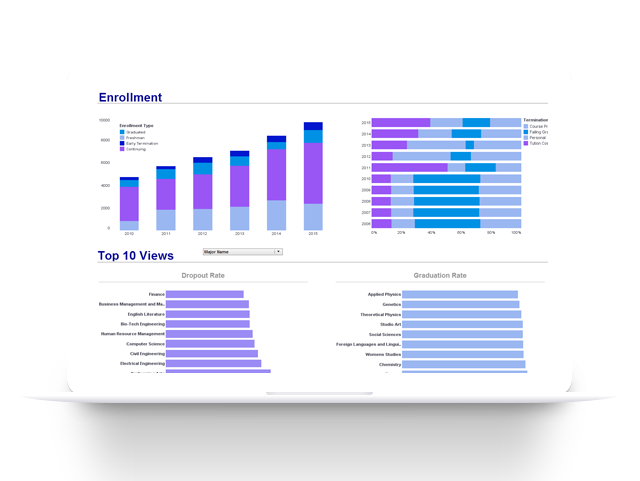 Enrollment
10000
8000
6000
4000
2000
0
Enrollment Type
Graduated
Freshman
Early Termination
Continuing
2010 2011 2012 2013 2014 2015
Termination
Course Fr
Failing Gra
Personal
Tution Cos
2015
2014
2013
2012
2011
2010
2009
2008
2007
2006
0% 20% 40% 60% 80% 100%
Top 10 Views
Major Name
Dropout Rate
Finance
Business Management and Ma..
English Literature
Bio-Tech Engineering
Human Resource Management
Computer Science
Civil Engineering
Electrical Engineering
Graduation Rate
Applied Physics
Genetics
Theoretical Physics
Studio Art
Social Sciences
Foreign Languages and Lingui..
Womens Studies
Chemistry